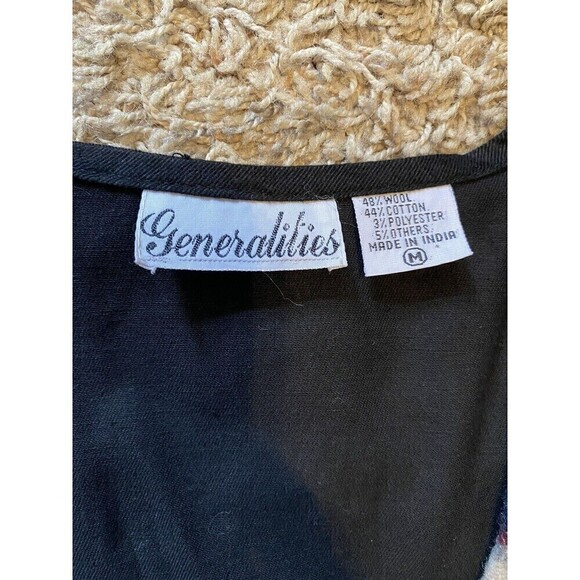 Generalities
48% WOOL
44% COTTON
3% POLYESTER
5% OTHERS.
MADE IN INDIA
M